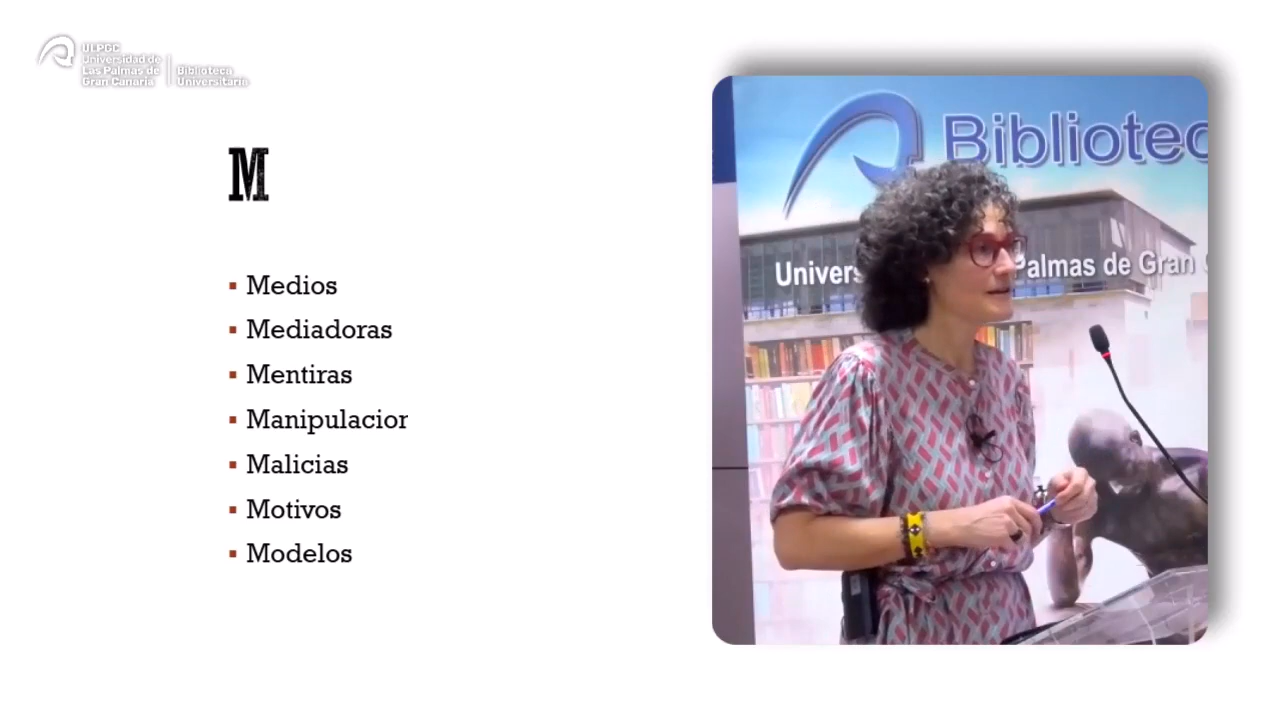 ULPGC
Universidad de
Las Palmas de
Gran Canaria
Biblioteca
Universitaria
M
Medios
Mediadoras
Mentiras
Manipulacior
Malicias
Motivos
Modelos
Bibliotec
Univers Palmas de Gran